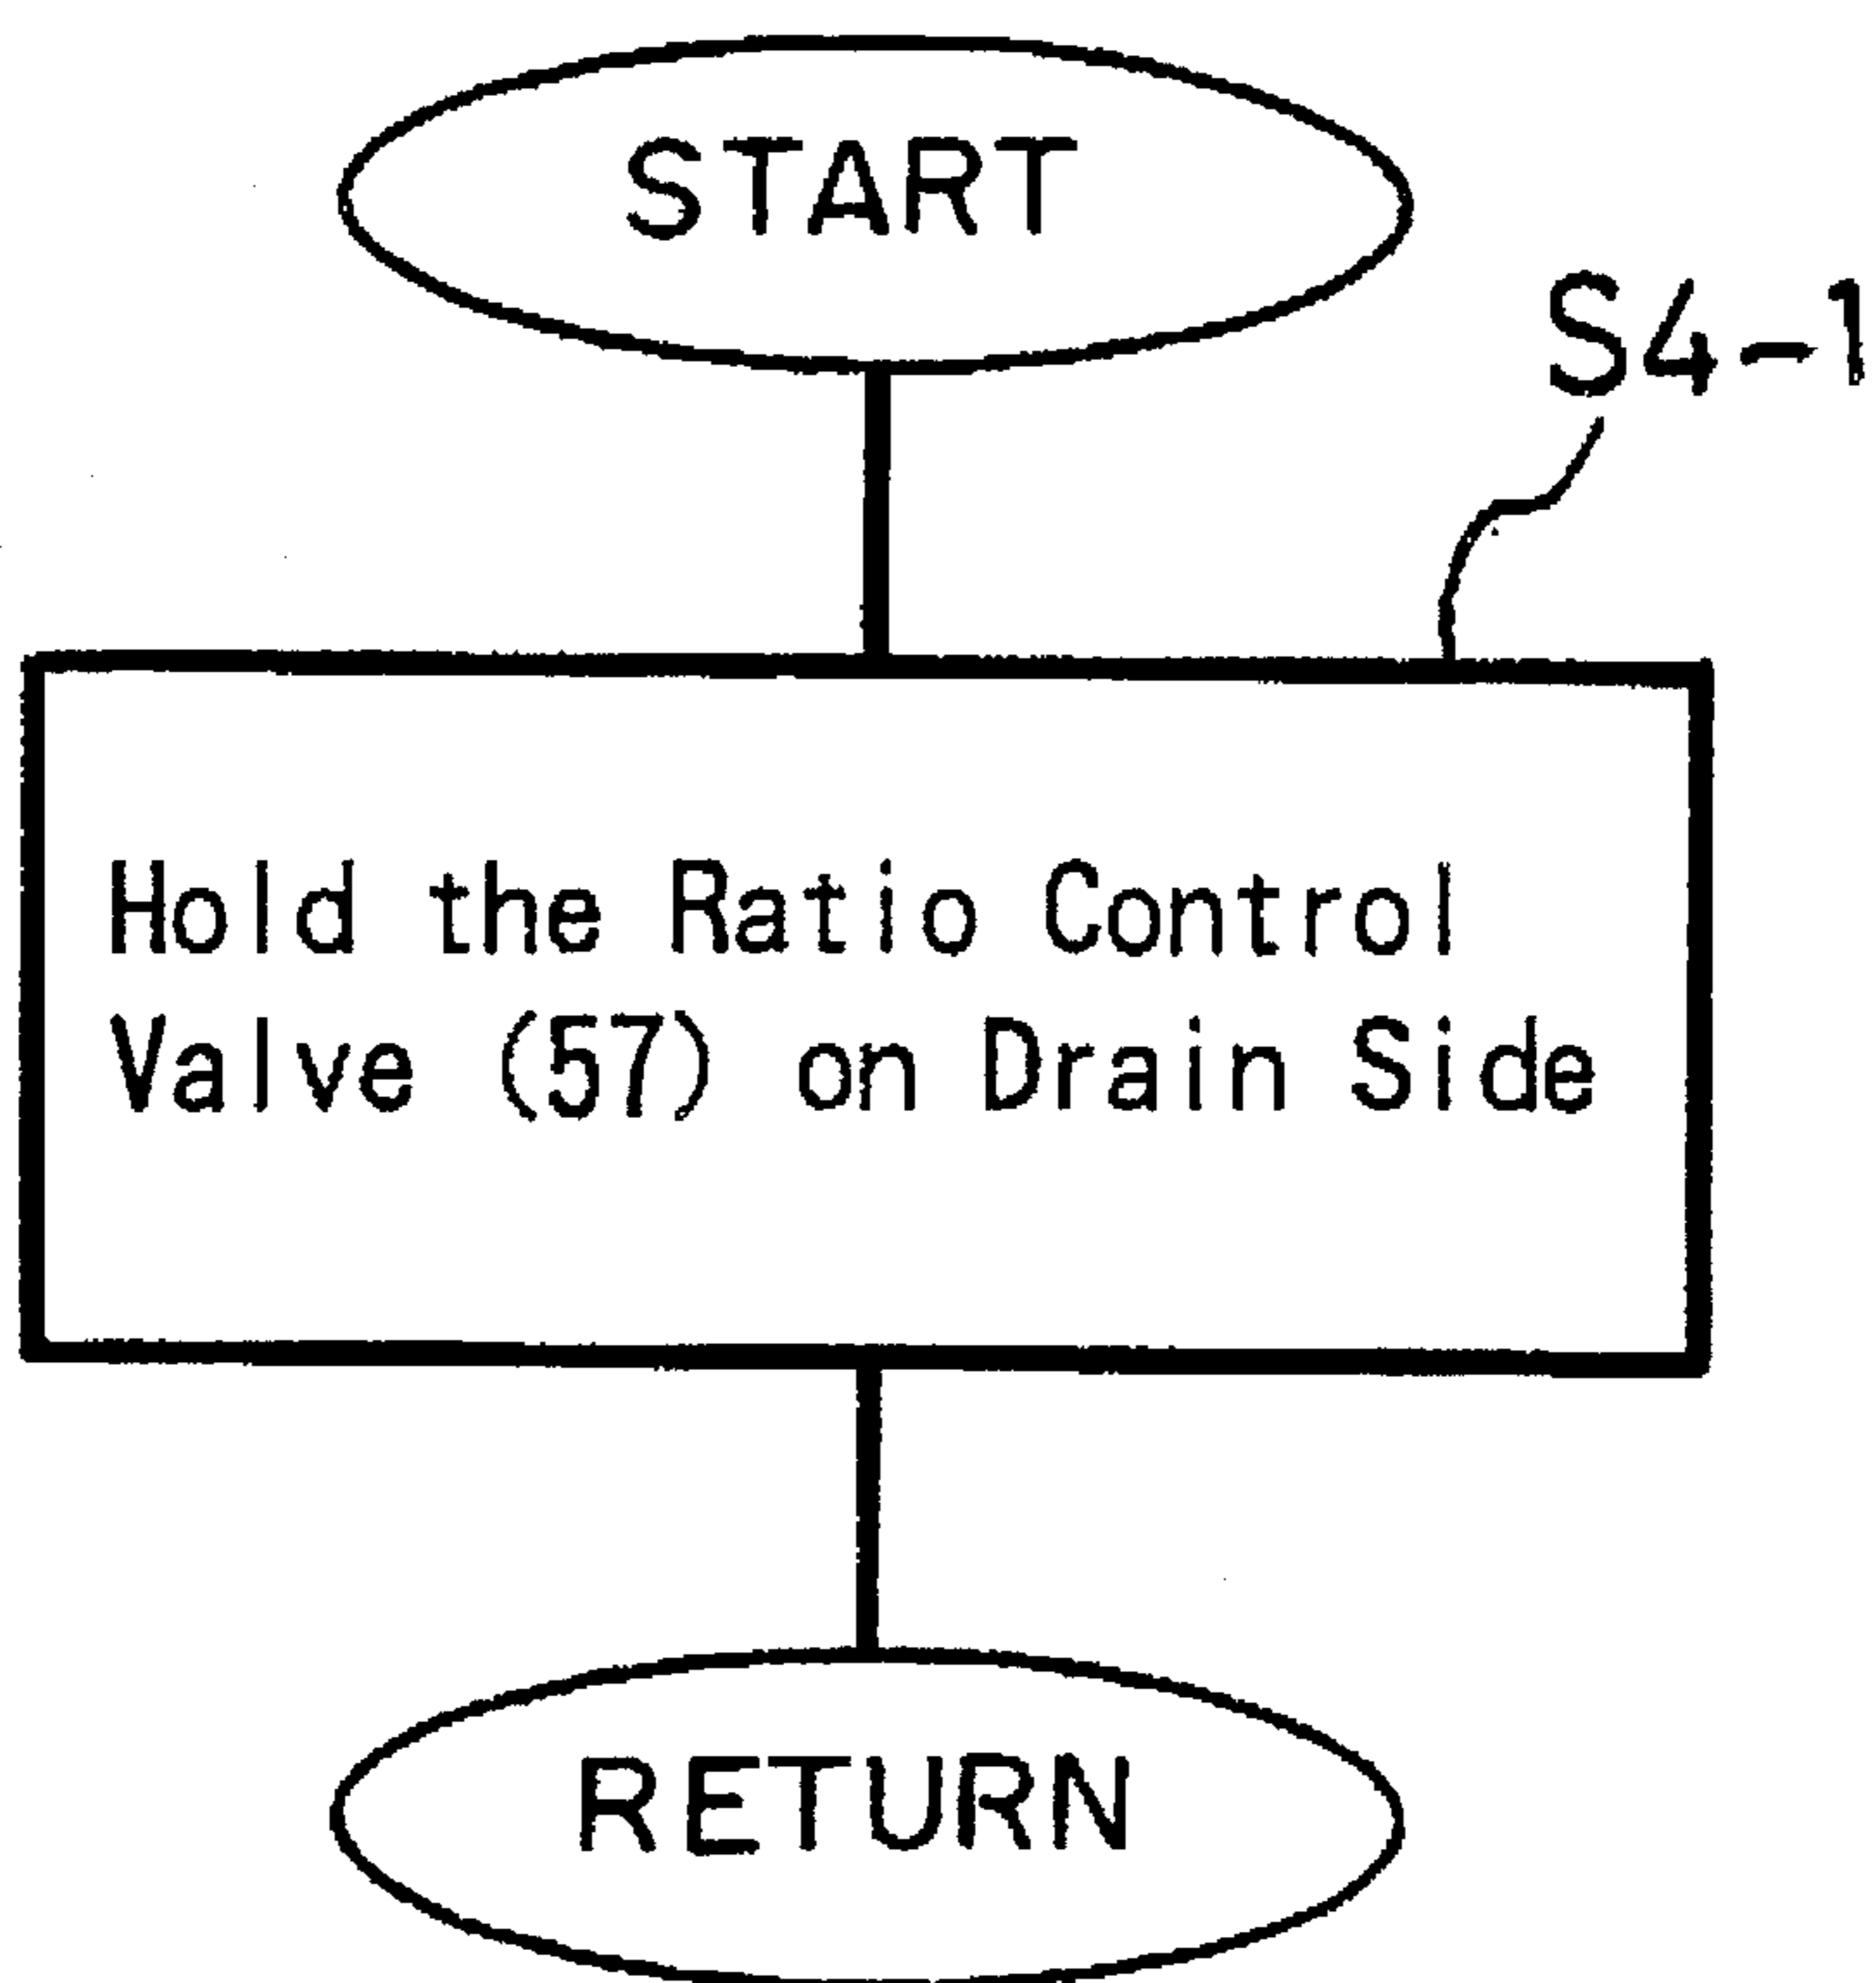 START
S4-1
Hold the Ratio Control
Valve (57) on Drain Side
RETURN